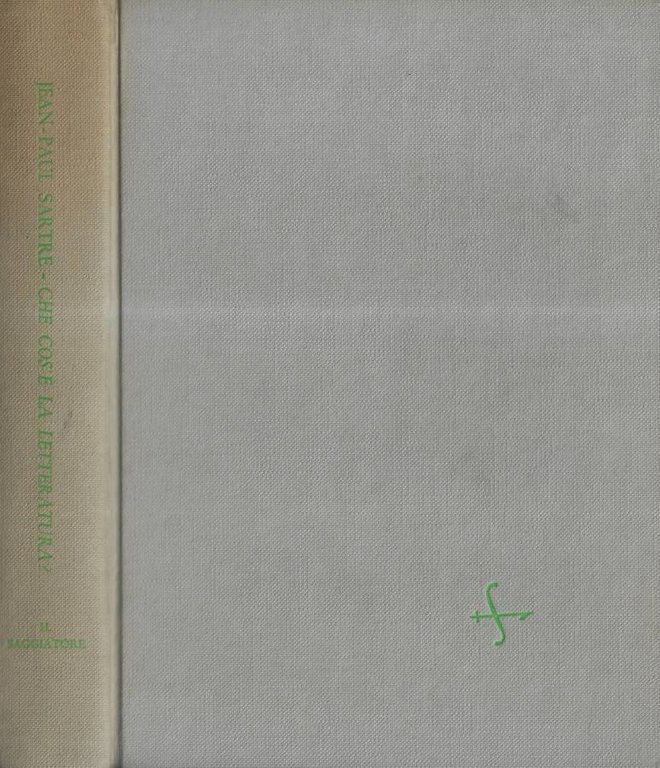 JEAN-PAUL SARTRE - CHE COS'È LA LETTERATURA?
IL
SAGGIATORE